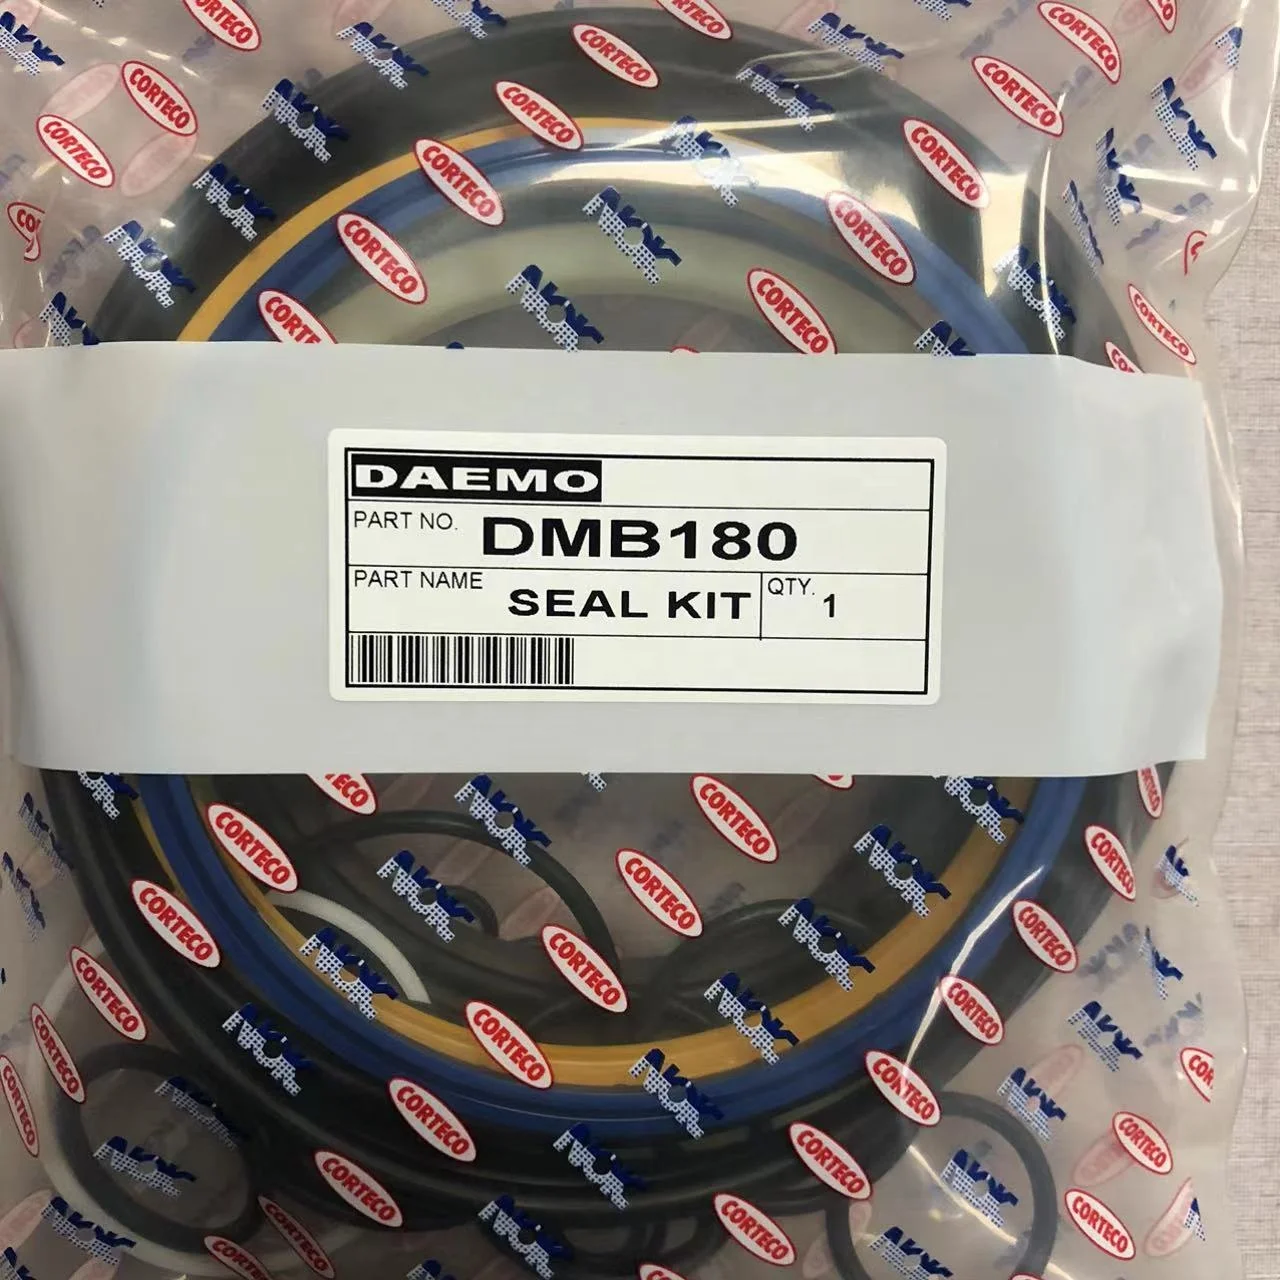 CORTECO
NOK
DAEMO
PART NO. DMB180
PART NAME SEAL KIT QTY. 1